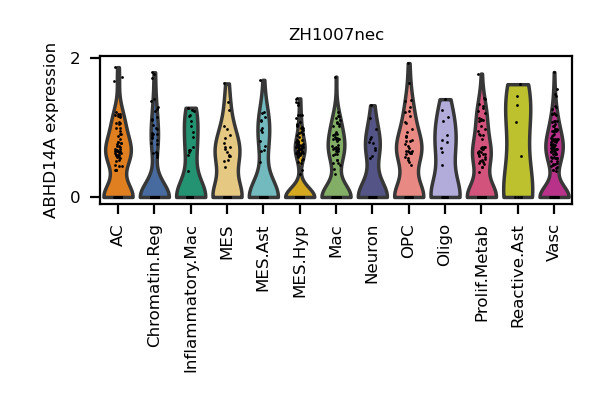 ZH1007nec
ABHD14A expression
2
0
AC
Chromatin.Reg
Inflammatory.Mac
MES
MES.Ast
MES.Hyp
Mac
Neuron
OPC
Oligo
Prolif.Metab
Reactive.Ast
Vasc